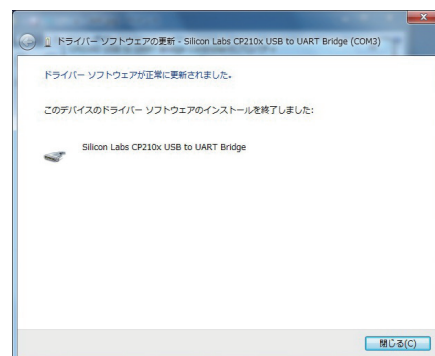 ドライバー ソフトウェアの更新 - Silicon Labs CP210x USB to UART Bridge (COM3)
ドライバー ソフトウェアが正常に更新されました。
このデバイスのドライバー ソフトウェアのインストールを終了しました:
Silicon Labs CP210x USB to UART Bridge
閉じる(C)